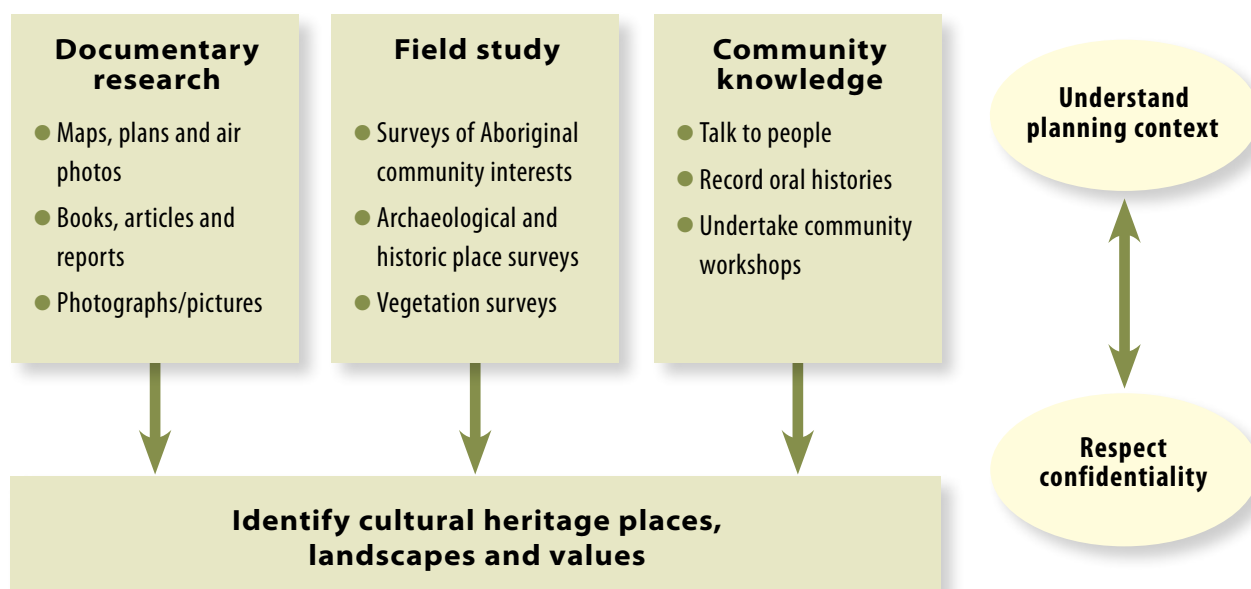 Documentary
research
Maps, plans and air
photos
Books, articles and
reports
Photographs/pictures
Field study
Surveys of Aboriginal
community interests
Archaeological and
historic place surveys
Vegetation surveys
Community
knowledge
Talk to people
Record oral histories
Undertake community
workshops
Understand
planning context
Respect
confidentiality
Identify cultural heritage places,
landscapes and values